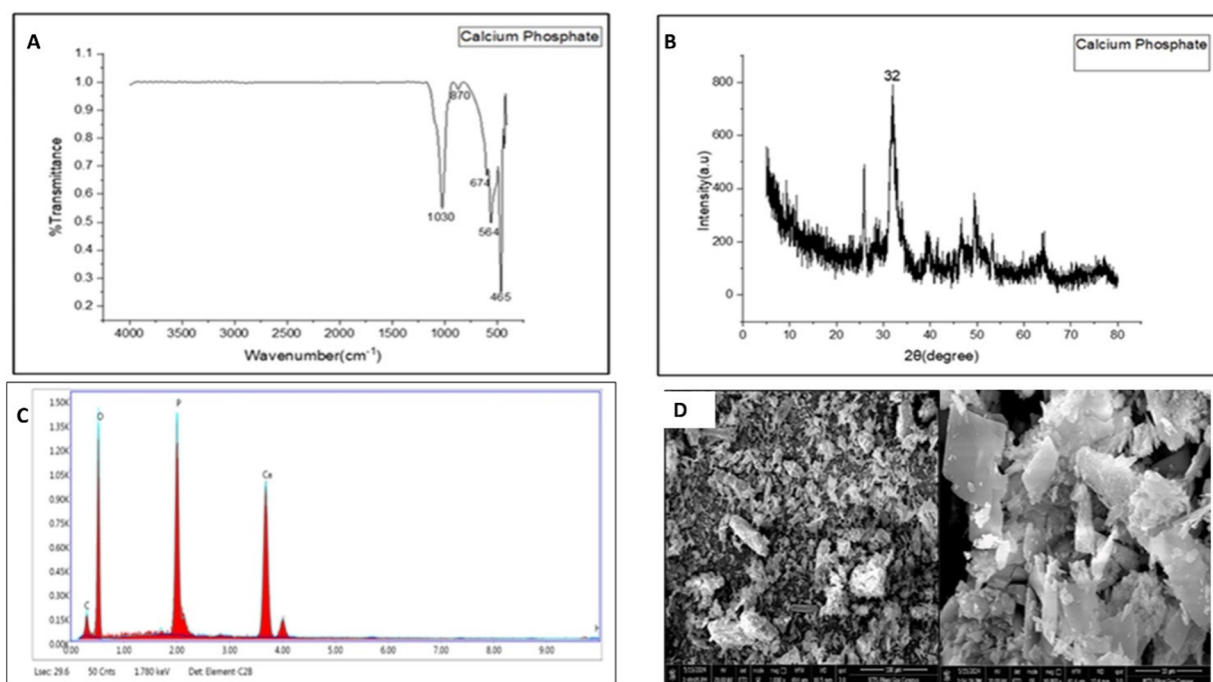 A
Calcium Phosphate
1.1
1.0
0.9
0.8
0.7
0.6
0.5
0.4
0.3
0.2
%Transmittance
870
674
1030
564
465
4000 3500 3000 2500 2000 1500 1000 500
Wavenumber(cm⁻¹)
B
Calcium Phosphate
32
800
600
400
200
0
Intensity(a.u)
0 10 20 30 40 50 60 70 80
2θ(degree)
C
1.50K
1.35K
1.20K
1.05K
0.90K
0.75K
0.60K
0.45K
0.30K
0.15K
0.00K
C
O
P
Ca
0.00 1.00 2.00 3.00 4.00 5.00 6.00 7.00 8.00 9.00
Lsec: 29.6 50 Cnts 1.780 keV Det: Element-C2B
D